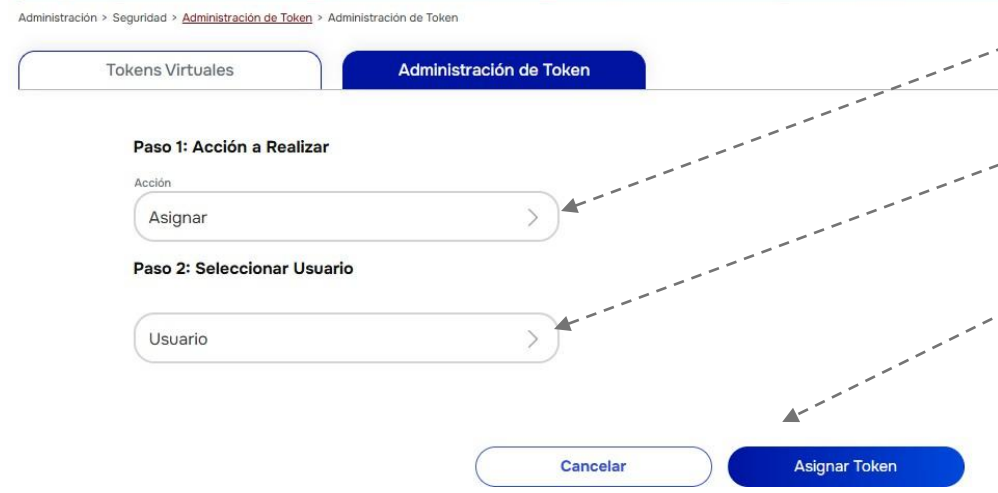 Administración > Seguridad > Administración de Token > Administración de Token
Tokens Virtuales
Administración de Token
Paso 1: Acción a Realizar
Acción
Asignar
Paso 2: Seleccionar Usuario
Usuario
Cancelar
Asignar Token